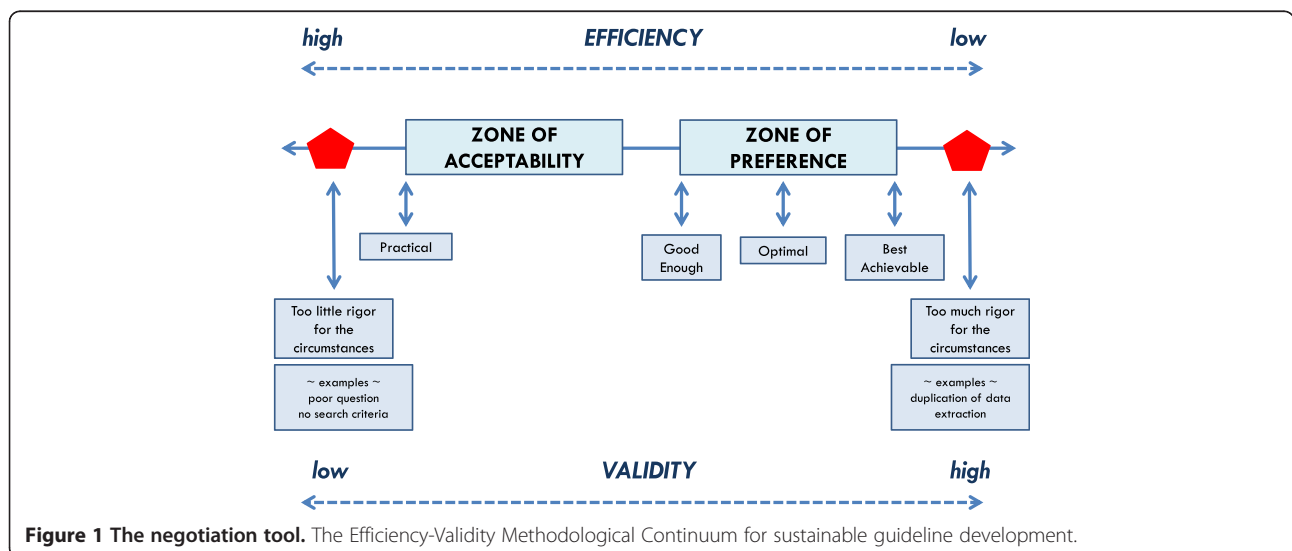 high EFFICIENCY low
ZONE OF
ACCEPTABILITY
ZONE OF
PREFERENCE
Practical
Good
Enough
Optimal
Best
Achievable
Too little rigor
for the
circumstances
~ examples ~
poor question
no search criteria
Too much rigor
for the
circumstances
~ examples ~
duplication of data
extraction
low VALIDITY high
Figure 1 The negotiation tool. The Efficiency-Validity Methodological Continuum for sustainable guideline development.